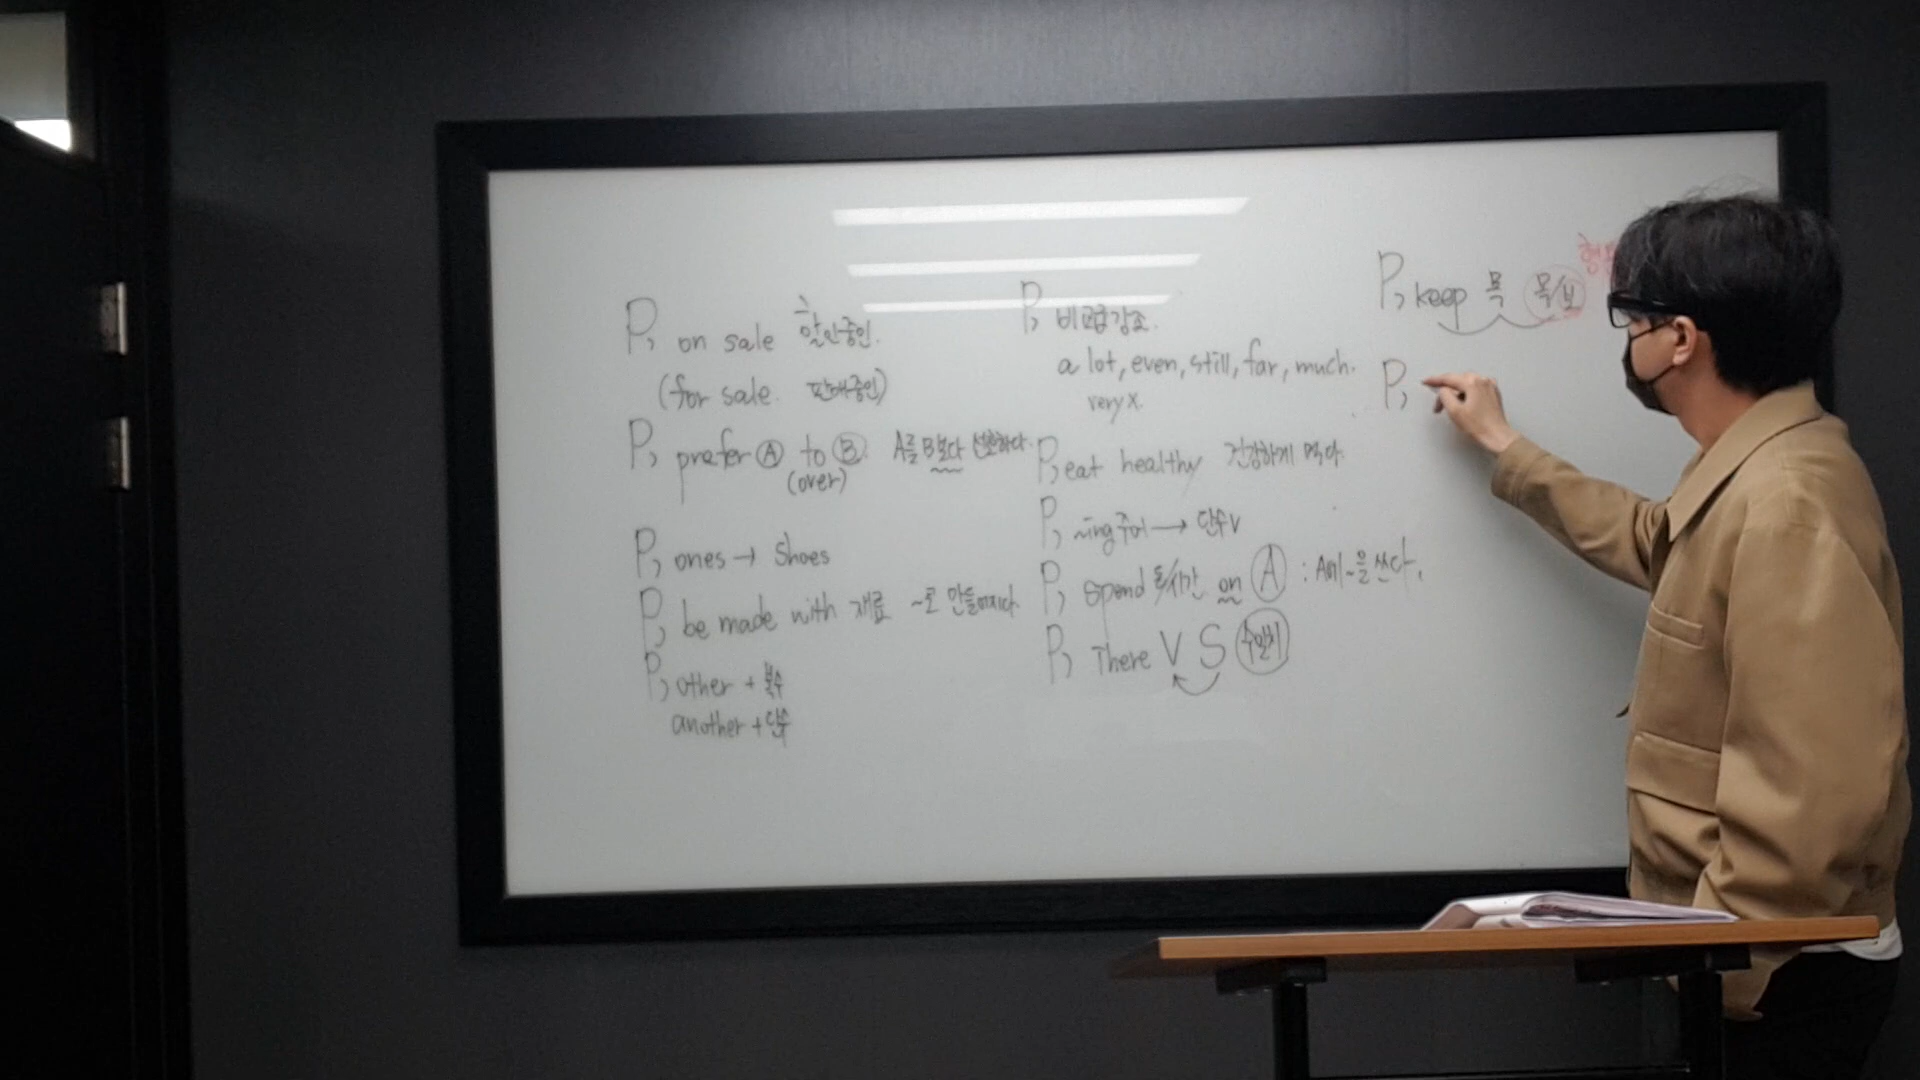 P, on sale 할인중인.
(for sale. 판매중인)
P, prefer Ⓐ to Ⓑ. A를 B보다 선호하다.
(over)
P, ones → shoes
P, be made with 재료 ~로 만들어지다.
P, other + 복수
another + 단수
P, 비교급강조.
a lot, even, still, far, much.
very x.
P, eat healthy 건강하게 먹다.
P, ~ing주어 → 단수v
P, spend 돈/시간 on Ⓐ : A에 ~을 쓰다.
P, There V S 수일치
P, keep 목 목/보
P,